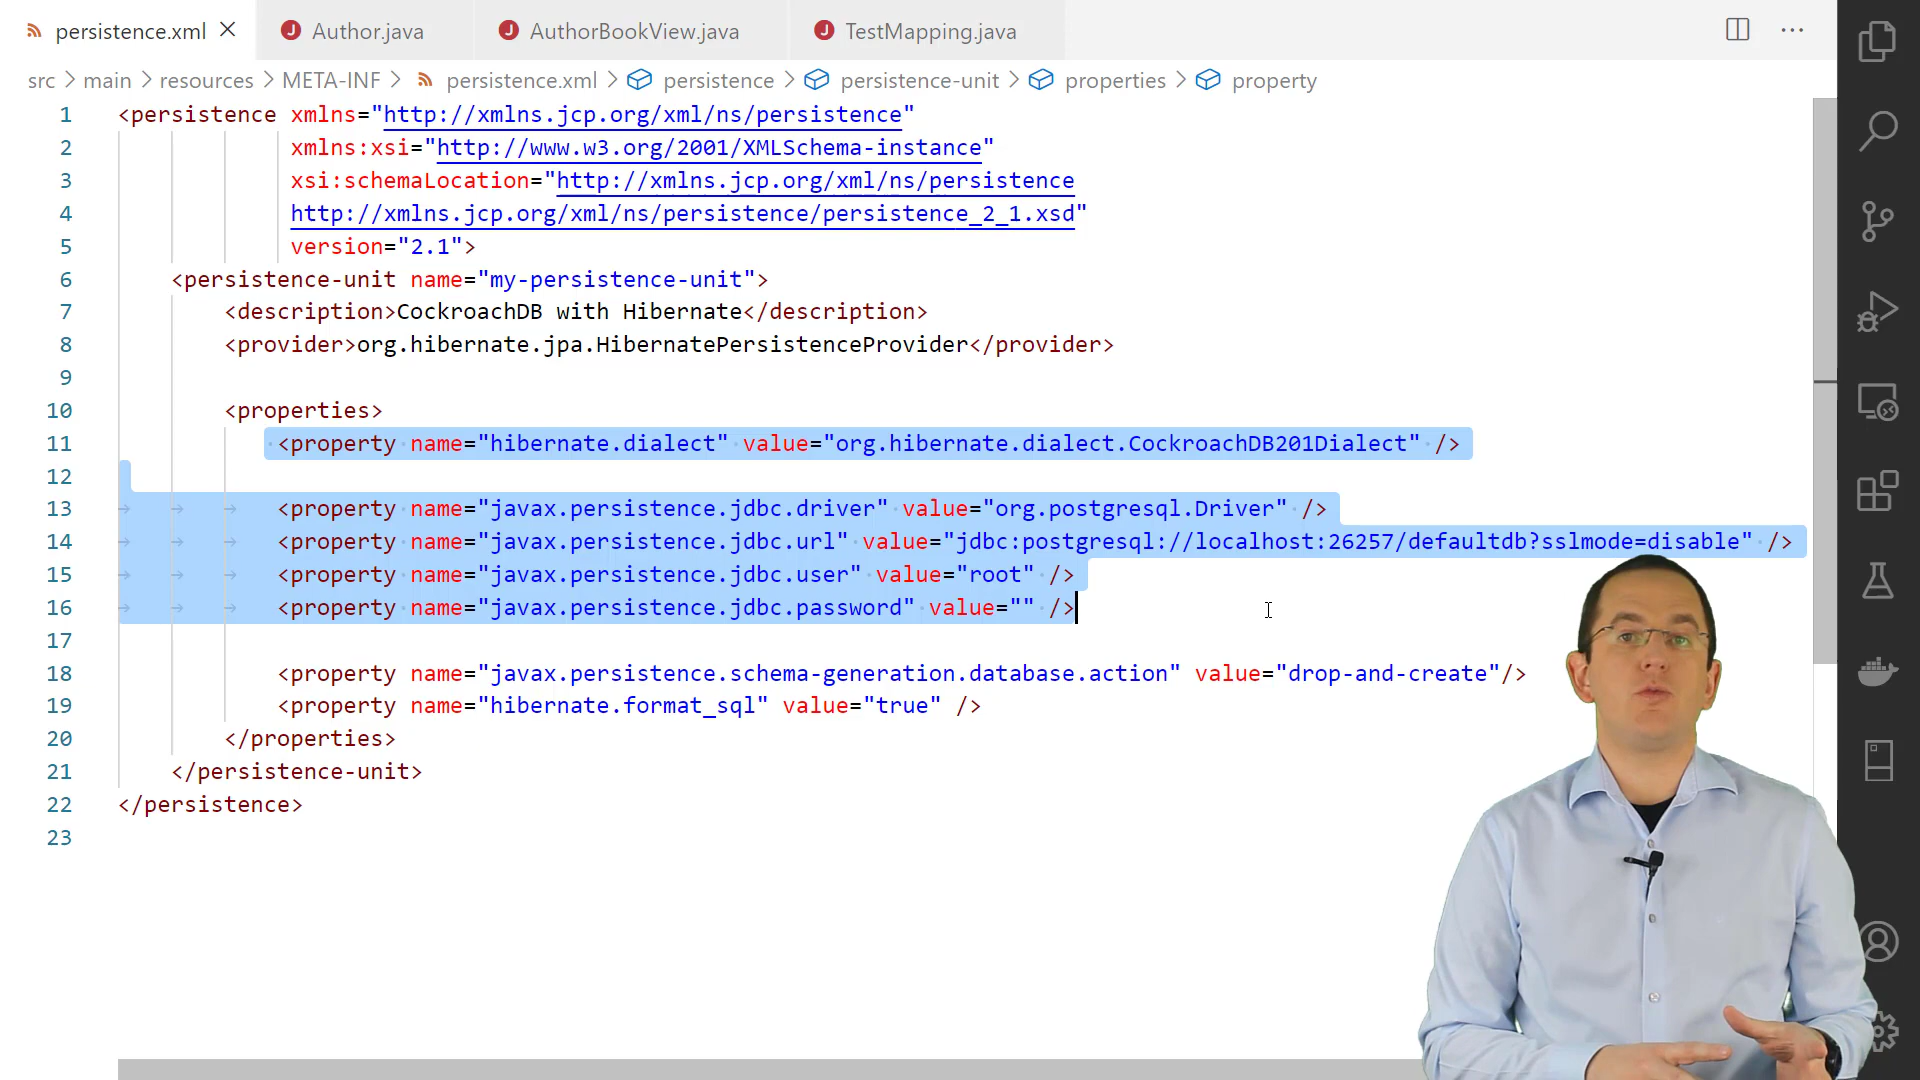 persistence.xml
Author.java
AuthorBookView.java
TestMapping.java
src > main > resources > META-INF > persistence.xml > persistence > persistence-unit > properties > property
1 <persistence xmlns="http://xmlns.jcp.org/xml/ns/persistence"
2 xmlns:xsi="http://www.w3.org/2001/XMLSchema-instance"
3 xsi:schemaLocation="http://xmlns.jcp.org/xml/ns/persistence
4 http://xmlns.jcp.org/xml/ns/persistence/persistence_2_1.xsd"
5 version="2.1">
6 <persistence-unit name="my-persistence-unit">
7 <description>CockroachDB with Hibernate</description>
8 <provider>org.hibernate.jpa.HibernatePersistenceProvider</provider>
9
10 <properties>
11 <property name="hibernate.dialect" value="org.hibernate.dialect.CockroachDB201Dialect" />
12
13 <property name="javax.persistence.jdbc.driver" value="org.postgresql.Driver" />
14 <property name="javax.persistence.jdbc.url" value="jdbc:postgresql://localhost:26257/defaultdb?sslmode=disable" />
15 <property name="javax.persistence.jdbc.user" value="root" />
16 <property name="javax.persistence.jdbc.password" value="" />
17
18 <property name="javax.persistence.schema-generation.database.action" value="drop-and-create"/>
19 <property name="hibernate.format_sql" value="true" />
20 </properties>
21 </persistence-unit>
22 </persistence>
23